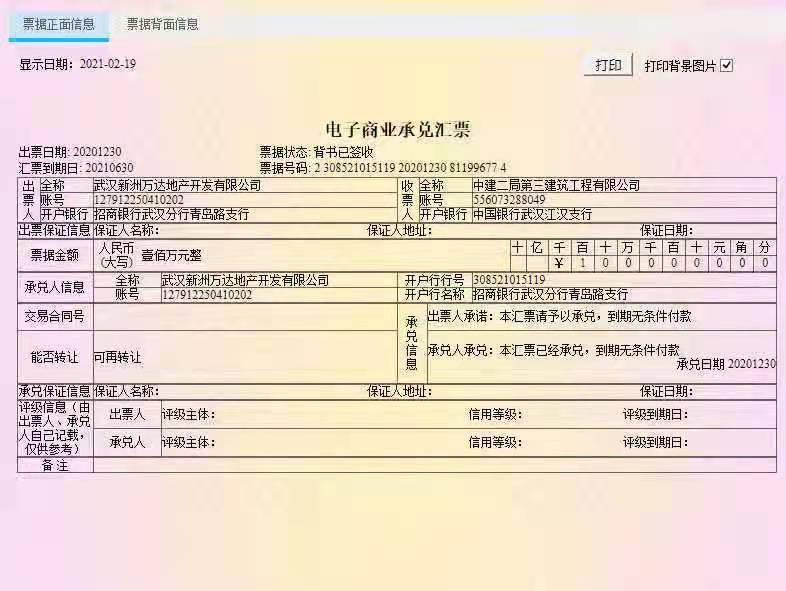 票据正面信息 票据背面信息
显示日期：2021-02-19 打印 打印背景图片
电子商业承兑汇票
出票日期: 20201230 票据状态: 背书已签收
汇票到期日: 20210630 票据号码: 2 308521015119 20201230 81199677 4
出票人 全称 武汉新洲万达地产开发有限公司 收票人 全称 中建二局第三建筑工程有限公司
账号 127912250410202 账号 556073288049
开户银行 招商银行武汉分行青岛路支行 开户银行 中国银行武汉江汉支行
出票保证信息 保证人名称： 保证人地址： 保证日期：
票据金额 人民币(大写) 壹佰万元整 十 亿 千 百 十 万 千 百 十 元 角 分
¥ 1 0 0 0 0 0 0 0 0
承兑人信息 全称 武汉新洲万达地产开发有限公司 开户行行号 308521015119
账号 127912250410202 开户行名称 招商银行武汉分行青岛路支行
交易合同号 承兑信息 出票人承诺：本汇票请予以承兑，到期无条件付款
能否转让 可再转让 承兑人承兑：本汇票已经承兑，到期无条件付款
承兑日期 20201230
承兑保证信息 保证人名称： 保证人地址： 保证日期：
评级信息（由出票人、承兑人自己记载，仅供参考） 出票人 评级主体： 信用等级： 评级到期日：
承兑人 评级主体： 信用等级： 评级到期日：
备注